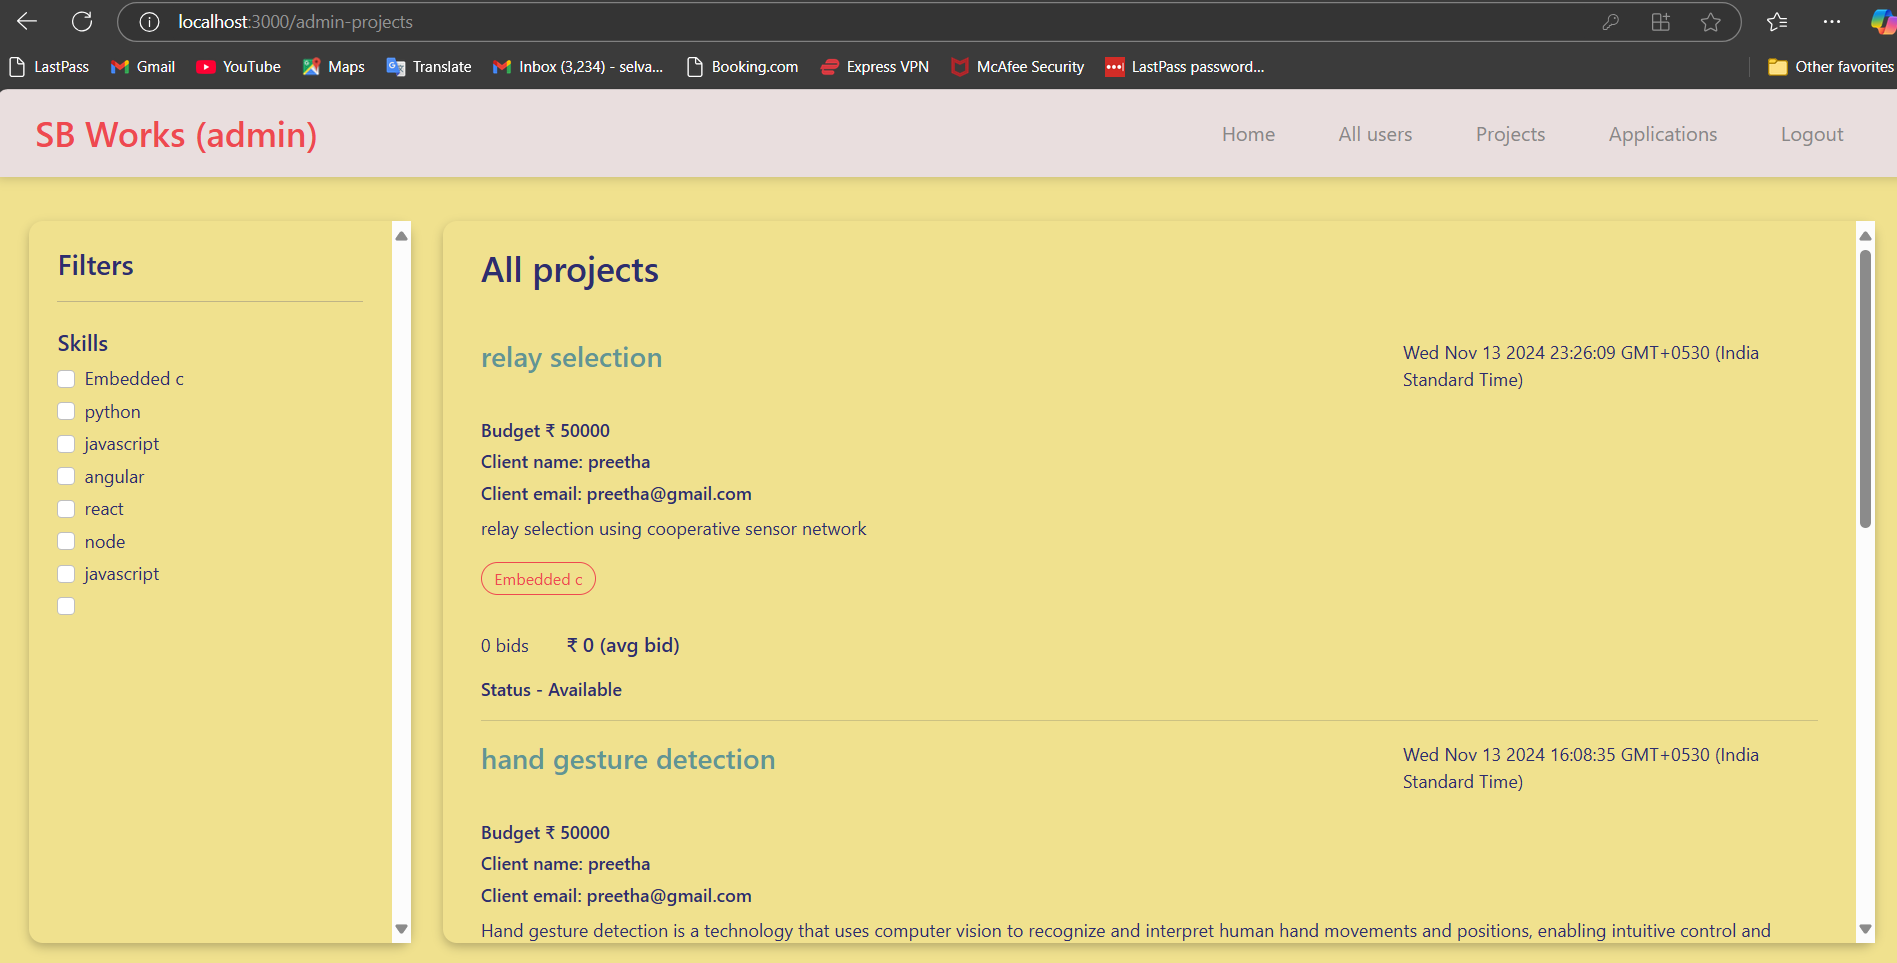 localhost:3000/admin-projects
LastPass Gmail YouTube Maps Translate Inbox (3,234) - selva... Booking.com Express VPN McAfee Security LastPass password... Other favorites
SB Works (admin)
Home All users Projects Applications Logout
Filters
Skills
Embedded c
python
javascript
angular
react
node
javascript
All projects
relay selection
Wed Nov 13 2024 23:26:09 GMT+0530 (India
Standard Time)
Budget ₹ 50000
Client name: preetha
Client email: preetha@gmail.com
relay selection using cooperative sensor network
Embedded c
0 bids ₹ 0 (avg bid)
Status - Available
hand gesture detection
Wed Nov 13 2024 16:08:35 GMT+0530 (India
Standard Time)
Budget ₹ 50000
Client name: preetha
Client email: preetha@gmail.com
Hand gesture detection is a technology that uses computer vision to recognize and interpret human hand movements and positions, enabling intuitive control and